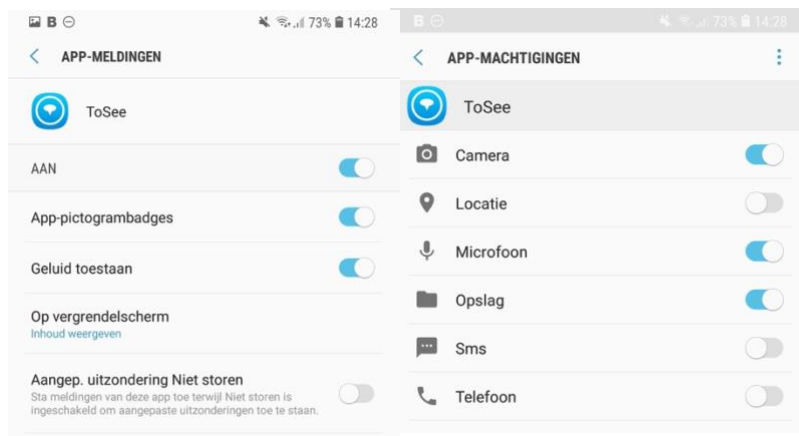 B 73% 14:28
APP-MELDINGEN
ToSee
AAN
App-pictogrambadges
Geluid toestaan
Op vergrendelscherm
Inhoud weergeven
Aangep. uitzondering Niet storen
Sta meldingen van deze app toe terwijl Niet storen is
ingeschakeld om aangepaste uitzonderingen toe te staan.
B 73% 14:28
APP-MACHTIGINGEN
ToSee
Camera
Locatie
Microfoon
Opslag
Sms
Telefoon